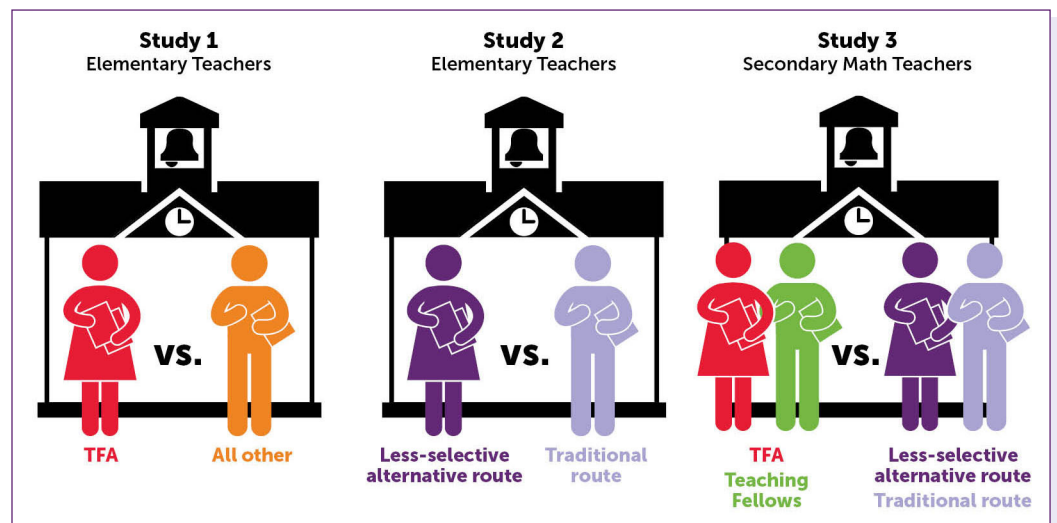 Study 1
Elementary Teachers
vs.
TFA
All other
Study 2
Elementary Teachers
vs.
Less-selective
alternative route
Traditional
route
Study 3
Secondary Math Teachers
vs.
TFA
Teaching
Fellows
Less-selective
alternative route
Traditional route